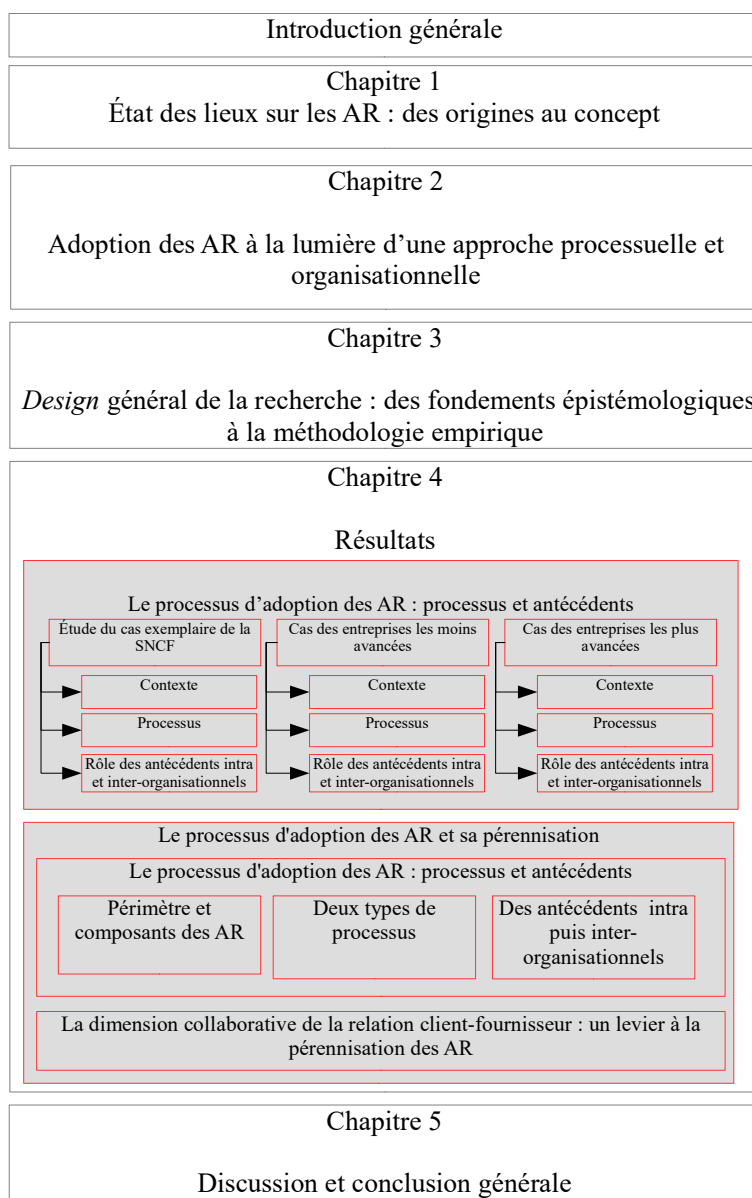 Introduction générale
Chapitre 1
État des lieux sur les AR : des origines au concept
Chapitre 2
Adoption des AR à la lumière d’une approche processuelle et
organisationnelle
Chapitre 3
Design général de la recherche : des fondements épistémologiques
à la méthodologie empirique
Chapitre 4
Résultats
Le processus d’adoption des AR : processus et antécédents
Étude du cas exemplaire de la
SNCF
Contexte
Processus
Rôle des antécédents intra
et inter-organisationnels
Cas des entreprises les moins
avancées
Contexte
Processus
Rôle des antécédents intra
et inter-organisationnels
Cas des entreprises les plus
avancées
Contexte
Processus
Rôle des antécédents intra
et inter-organisationnels
Le processus d'adoption des AR et sa pérennisation
Le processus d'adoption des AR : processus et antécédents
Périmètre et
composants des AR
Deux types de
processus
Des antécédents intra
puis inter-
organisationnels
La dimension collaborative de la relation client-fournisseur : un levier à la
pérennisation des AR
Chapitre 5
Discussion et conclusion générale